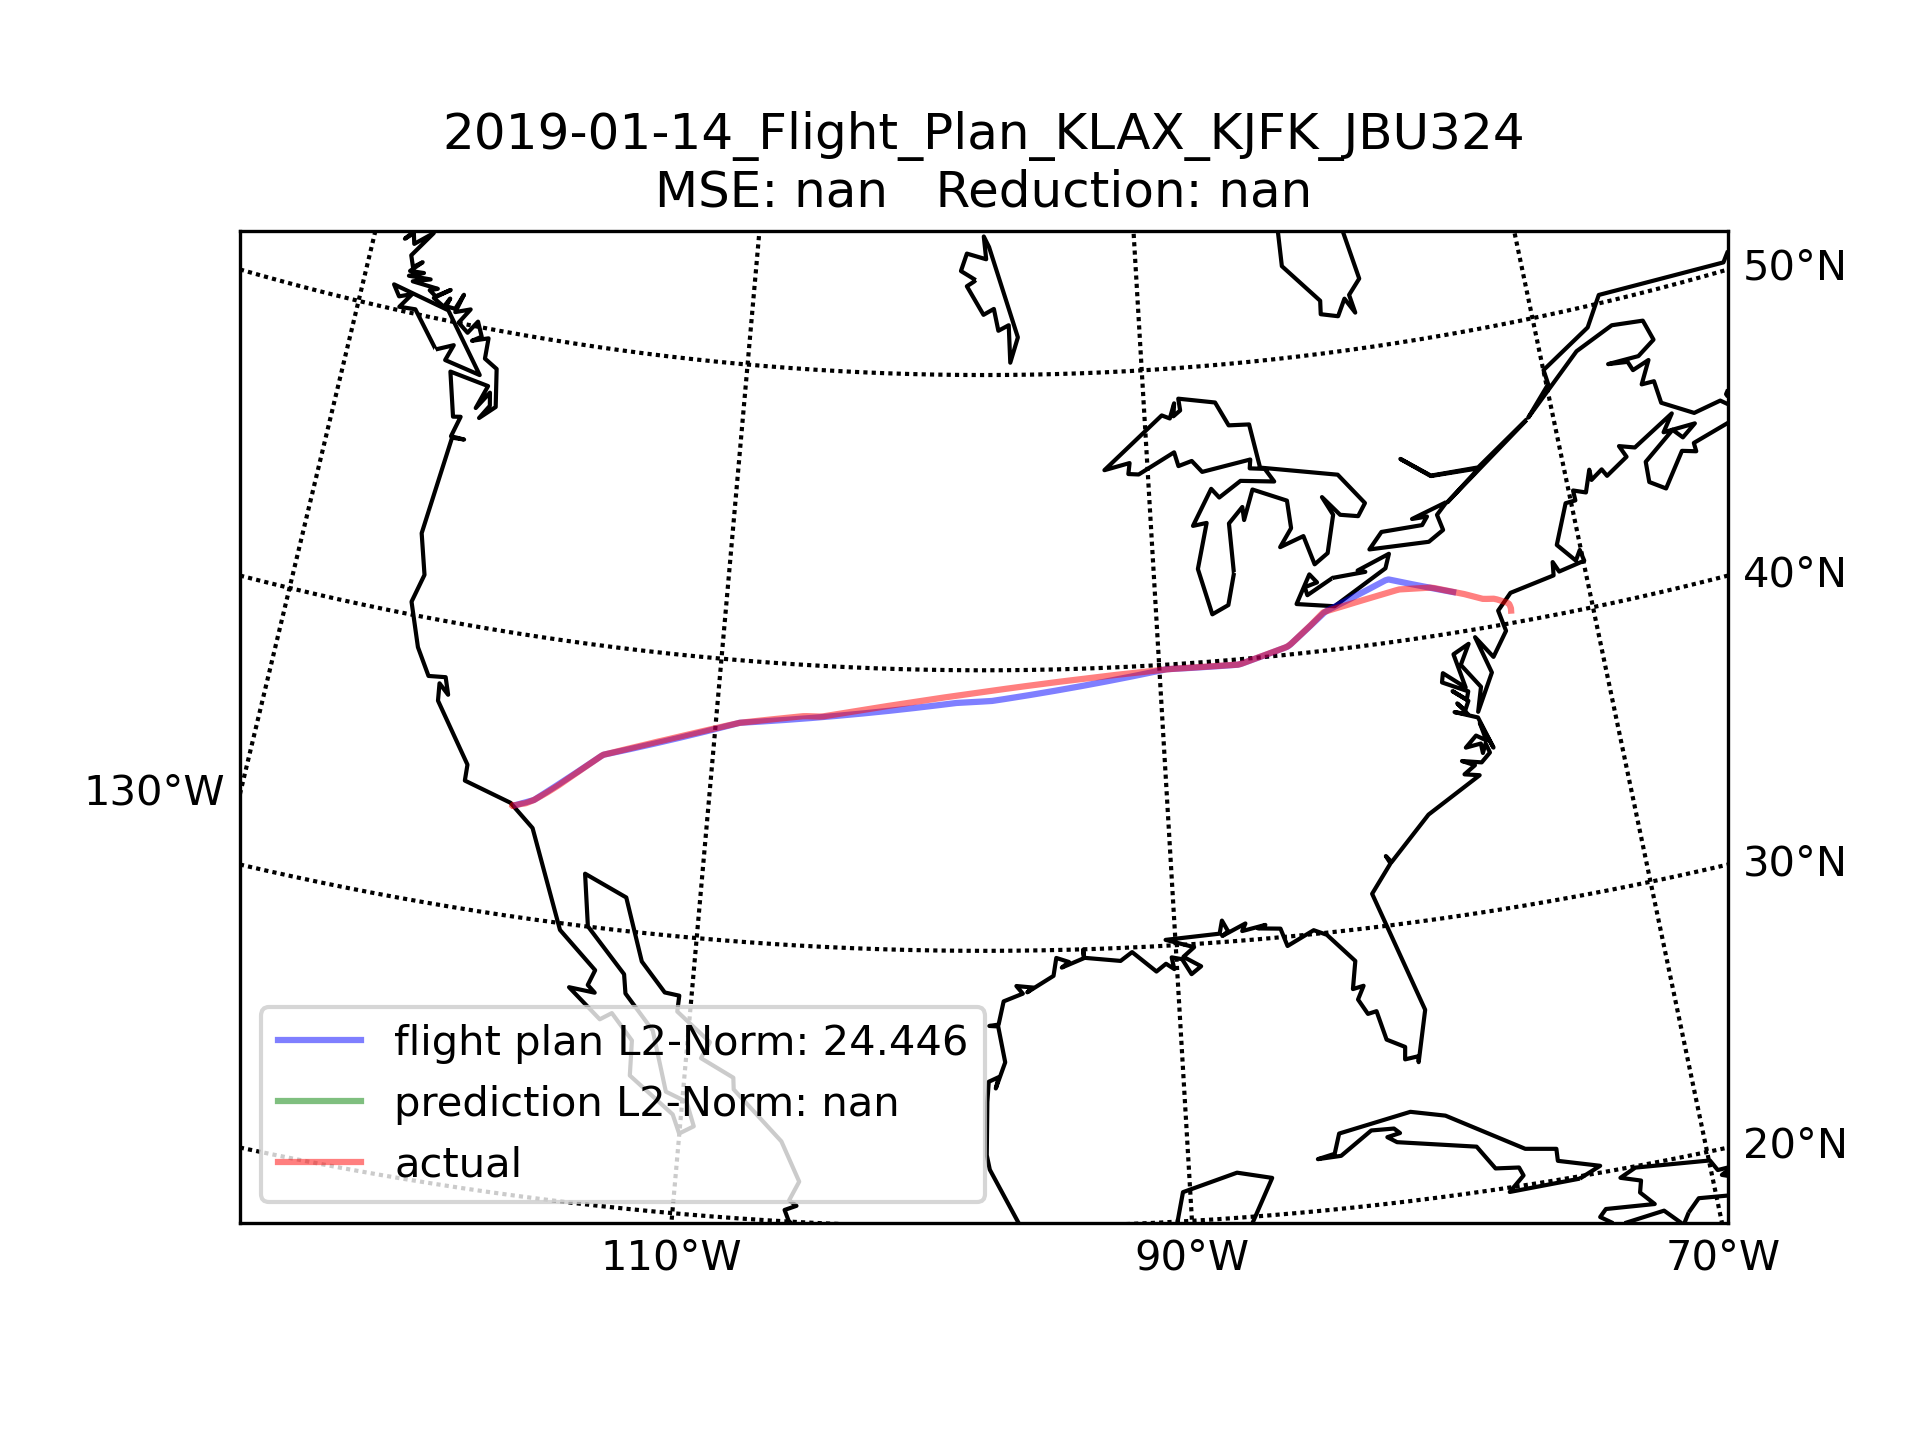 2019-01-14_Flight_Plan_KLAX_KJFK_JBU324
MSE: nan Reduction: nan
50°N
40°N
130°W
30°N
flight plan L2-Norm: 24.446
prediction L2-Norm: nan
20°N
actual
110°W 90°W 70°W